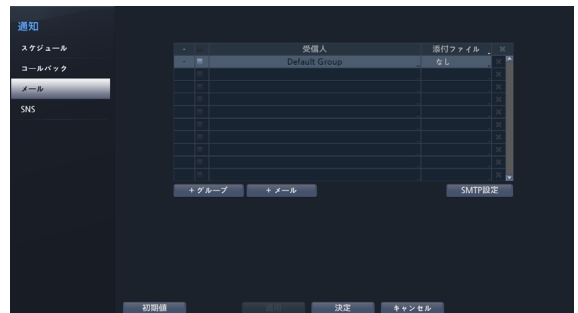 通知
スケジュール
コールバック
メール
SNS
受信人 添付ファイル
- Default Group なし
+ グループ + メール SMTP設定
初期値 適用 決定 キャンセル